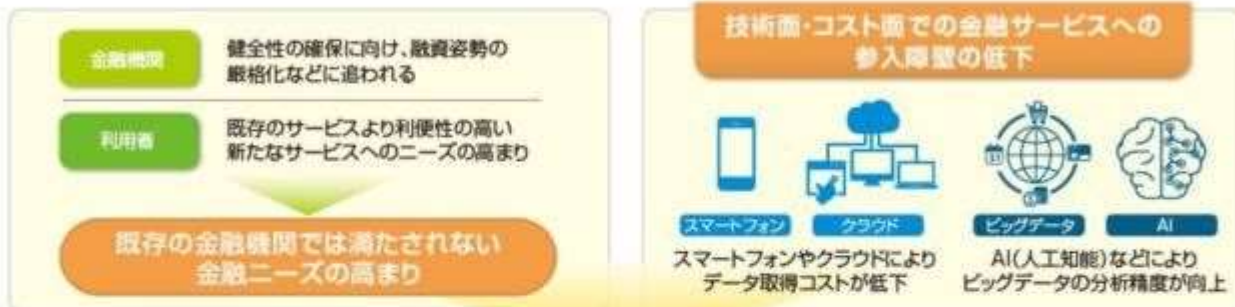 金融機関
健全性の確保に向け、融資姿勢の
厳格化などに追われる
利用者
既存のサービスより利便性の高い
新たなサービスへのニーズの高まり
既存の金融機関では満たされない
金融ニーズの高まり
技術面・コスト面での金融サービスへの
参入障壁の低下
スマートフォン
クラウド
ビッグデータ
AI
スマートフォンやクラウドにより
データ取得コストが低下
AI(人工知能)などにより
ビッグデータの分析精度が向上